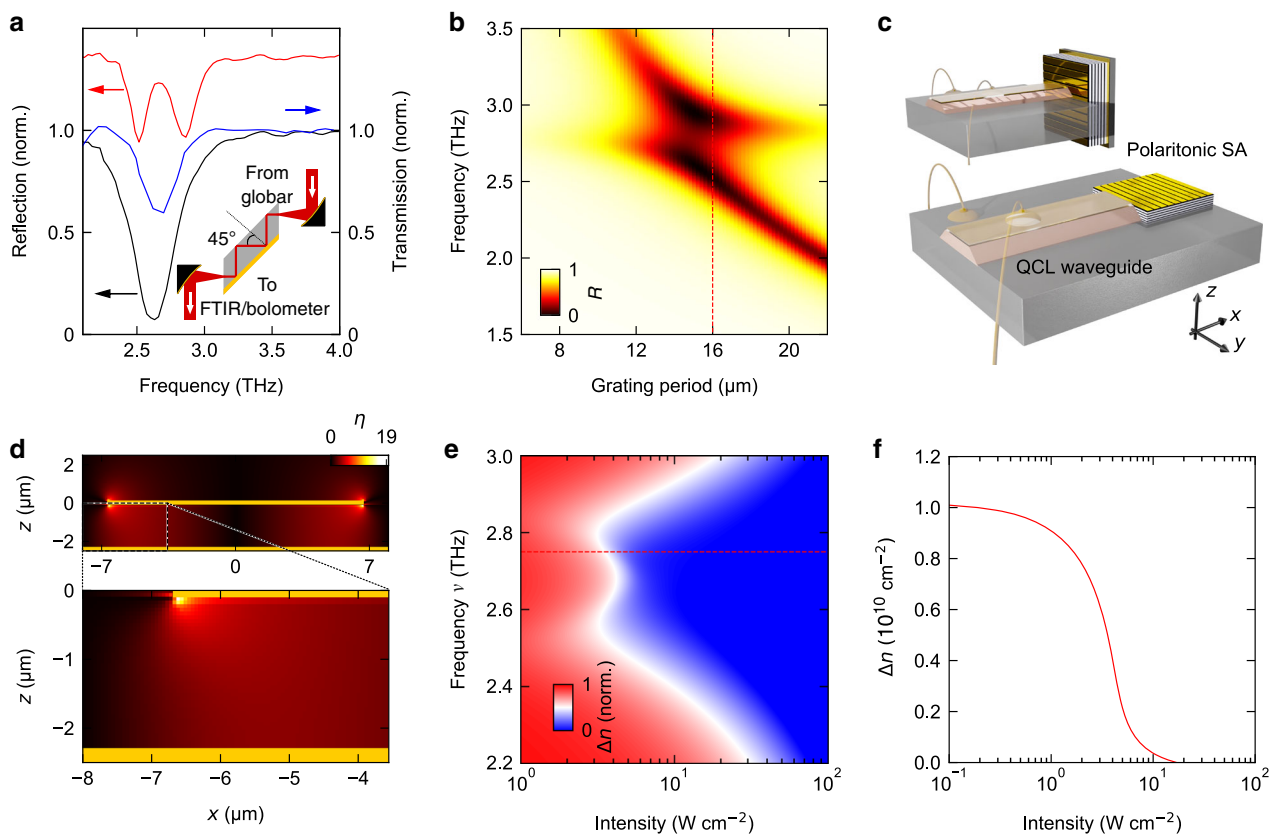 a
Reflection (norm.)
1.0
0.5
0
2.5
3.0
3.5
4.0
Frequency (THz)
1.0
0.5
0
Transmission (norm.)
From
globar
45°
To
FTIR/bolometer
b
Frequency (THz)
3.5
3.0
2.5
2.0
1.5
8
12
16
20
Grating period (μm)
1
0
R
c
Polaritonic SA
QCL waveguide
z
x
y
d
η
0
19
z (μm)
2
0
−2
−7
0
7
z (μm)
0
−1
−2
−8
−7
−6
−5
−4
x (μm)
e
Frequency ν (THz)
3.0
2.8
2.6
2.4
2.2
10⁰
10¹
10²
Intensity (W cm⁻²)
1
0
Δn (norm.)
f
Δn (10¹⁰ cm⁻²)
1.2
1.0
0.8
0.6
0.4
0.2
0.0
10⁻¹
10⁰
10¹
10²
Intensity (W cm⁻²)